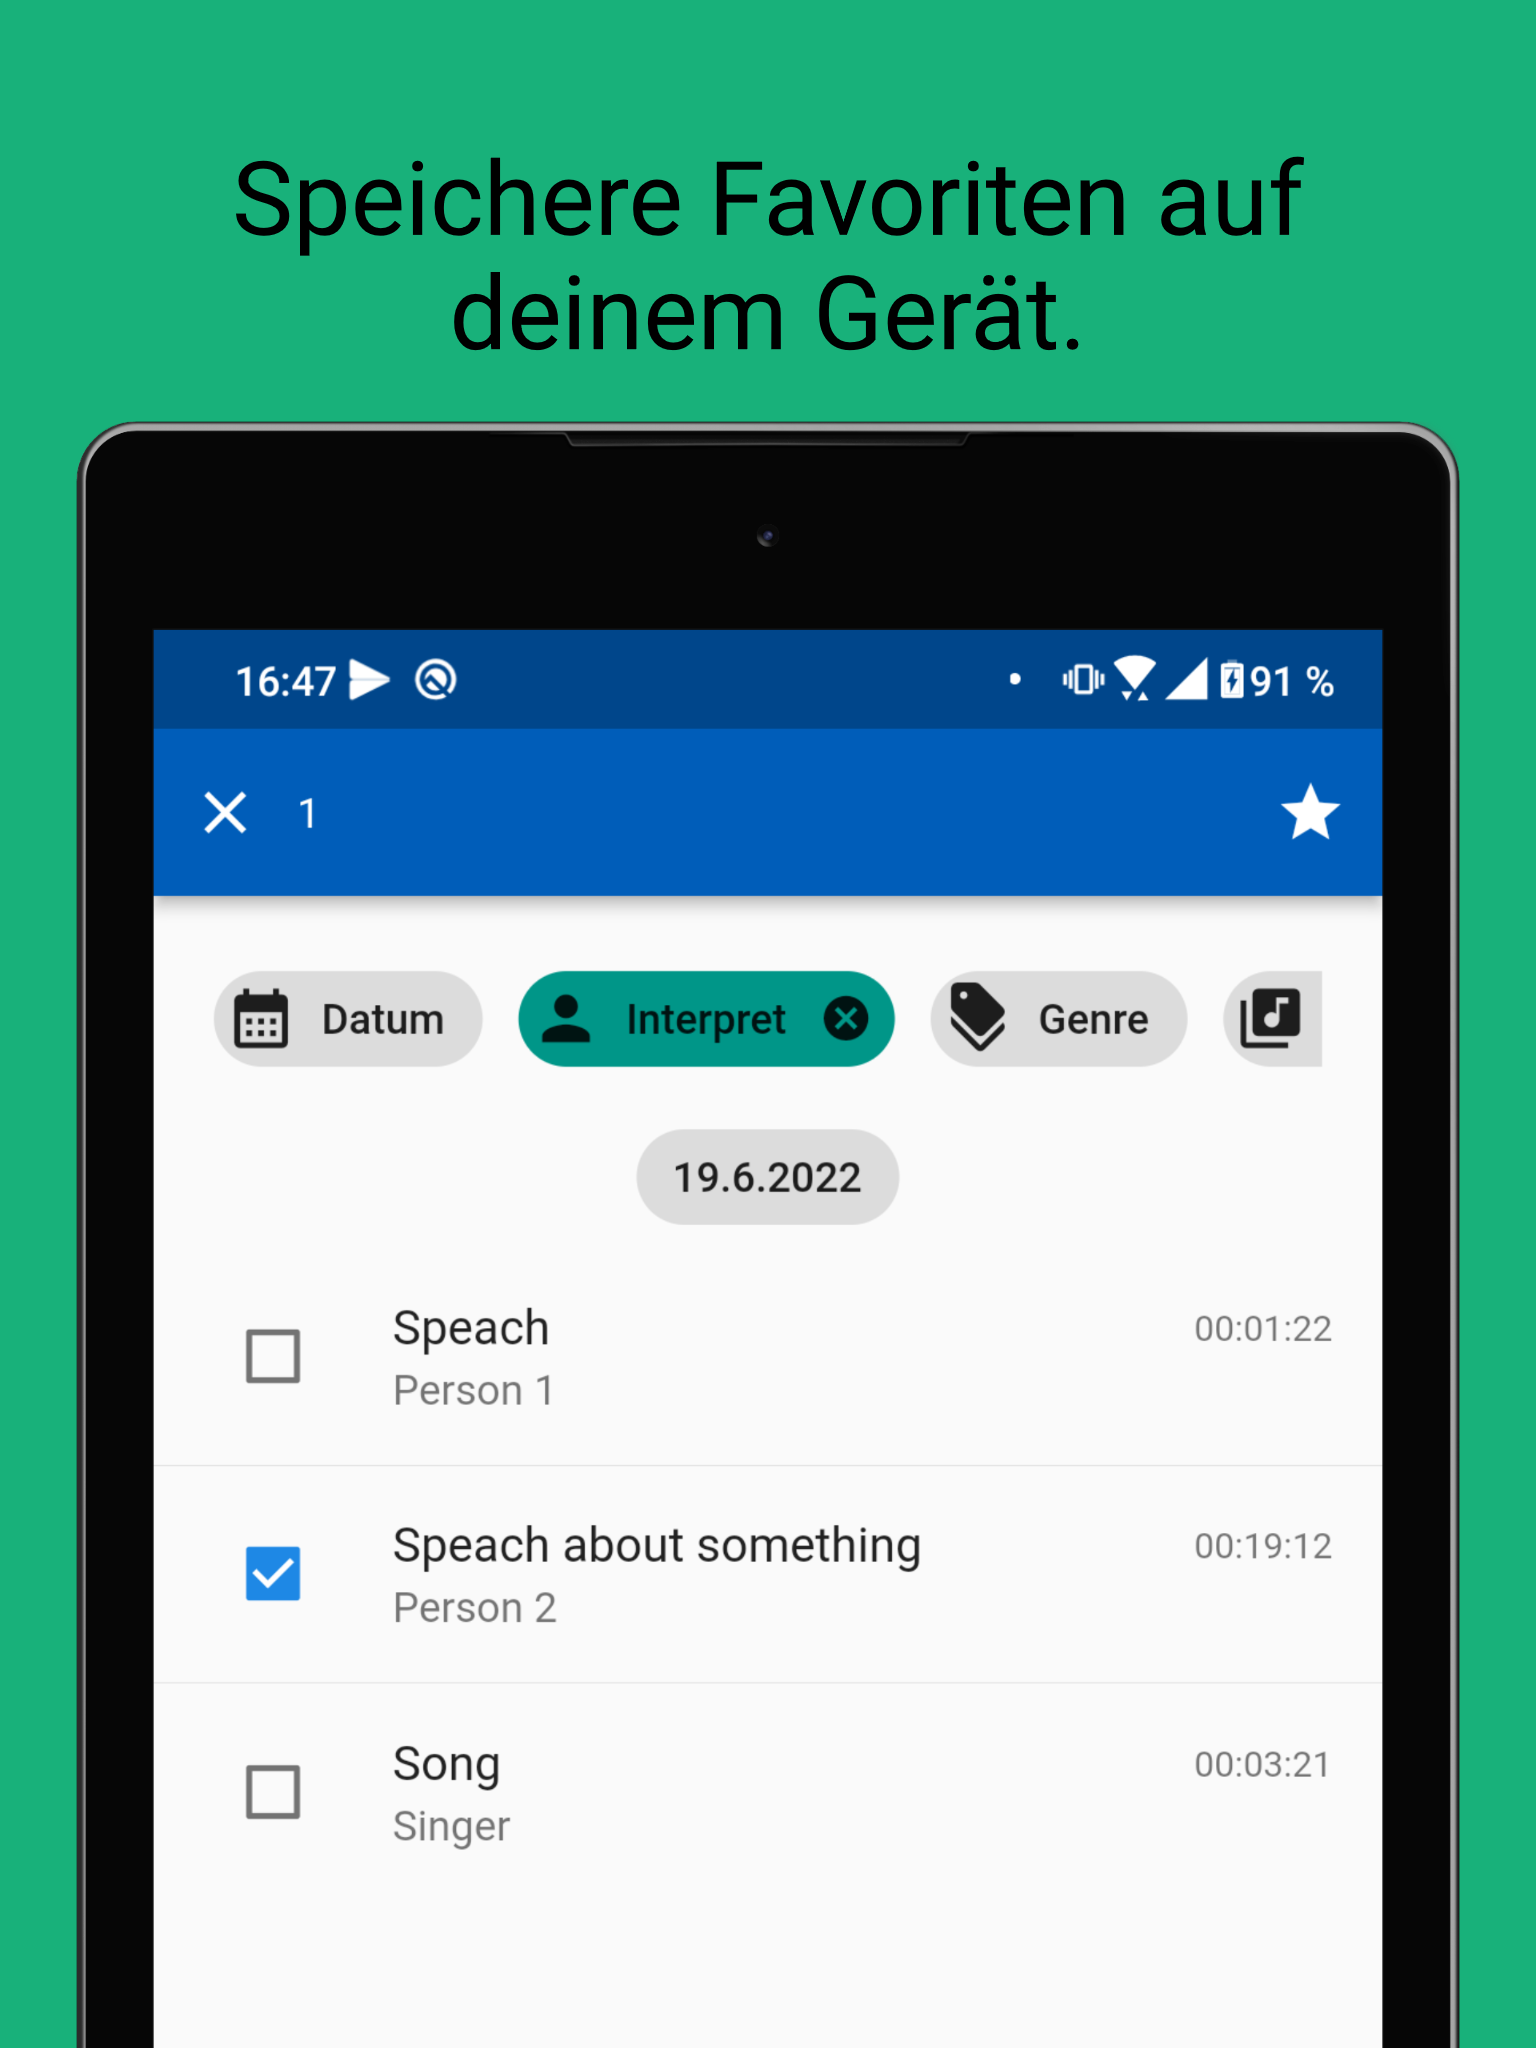 Speichere Favoriten auf
deinem Gerät.
16:47 91 %
1
Datum Interpret Genre
19.6.2022
Speach 00:01:22
Person 1
Speach about something 00:19:12
Person 2
Song 00:03:21
Singer